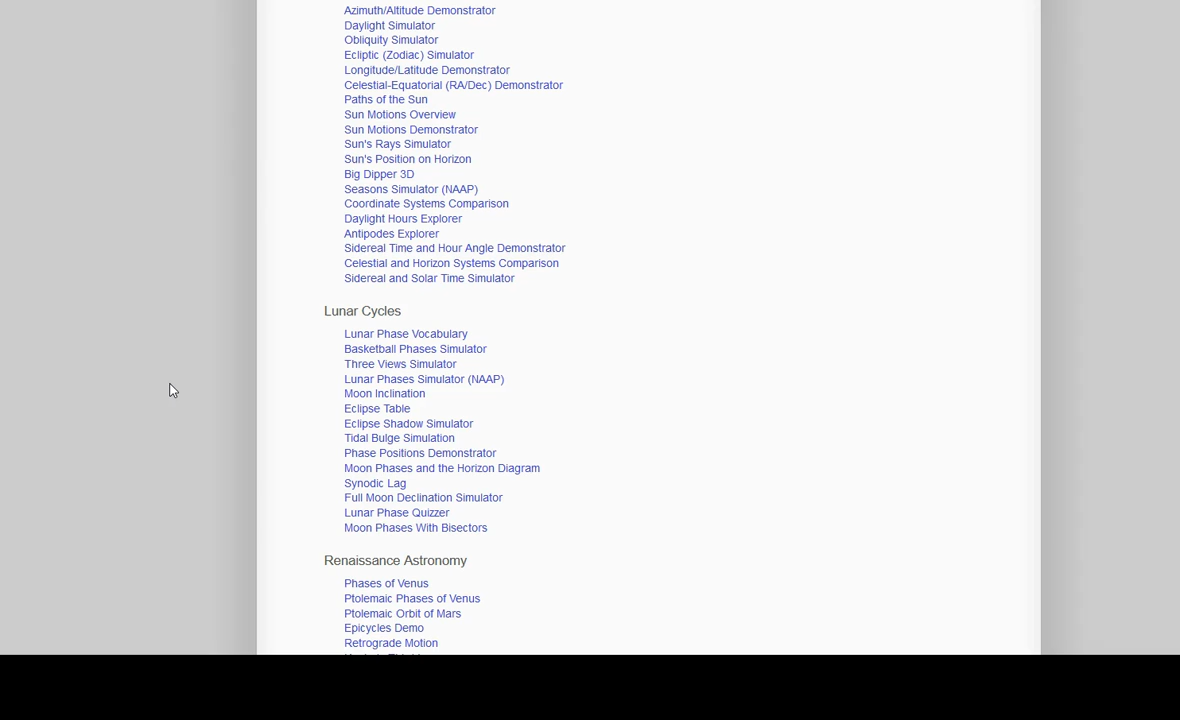 Azimuth/Altitude Demonstrator
Daylight Simulator
Obliquity Simulator
Ecliptic (Zodiac) Simulator
Longitude/Latitude Demonstrator
Celestial-Equatorial (RA/Dec) Demonstrator
Paths of the Sun
Sun Motions Overview
Sun Motions Demonstrator
Sun's Rays Simulator
Sun's Position on Horizon
Big Dipper 3D
Seasons Simulator (NAAP)
Coordinate Systems Comparison
Daylight Hours Explorer
Antipodes Explorer
Sidereal Time and Hour Angle Demonstrator
Celestial and Horizon Systems Comparison
Sidereal and Solar Time Simulator
Lunar Cycles
Lunar Phase Vocabulary
Basketball Phases Simulator
Three Views Simulator
Lunar Phases Simulator (NAAP)
Moon Inclination
Eclipse Table
Eclipse Shadow Simulator
Tidal Bulge Simulation
Phase Positions Demonstrator
Moon Phases and the Horizon Diagram
Synodic Lag
Full Moon Declination Simulator
Lunar Phase Quizzer
Moon Phases With Bisectors
Renaissance Astronomy
Phases of Venus
Ptolemaic Phases of Venus
Ptolemaic Orbit of Mars
Epicycles Demo
Retrograde Motion